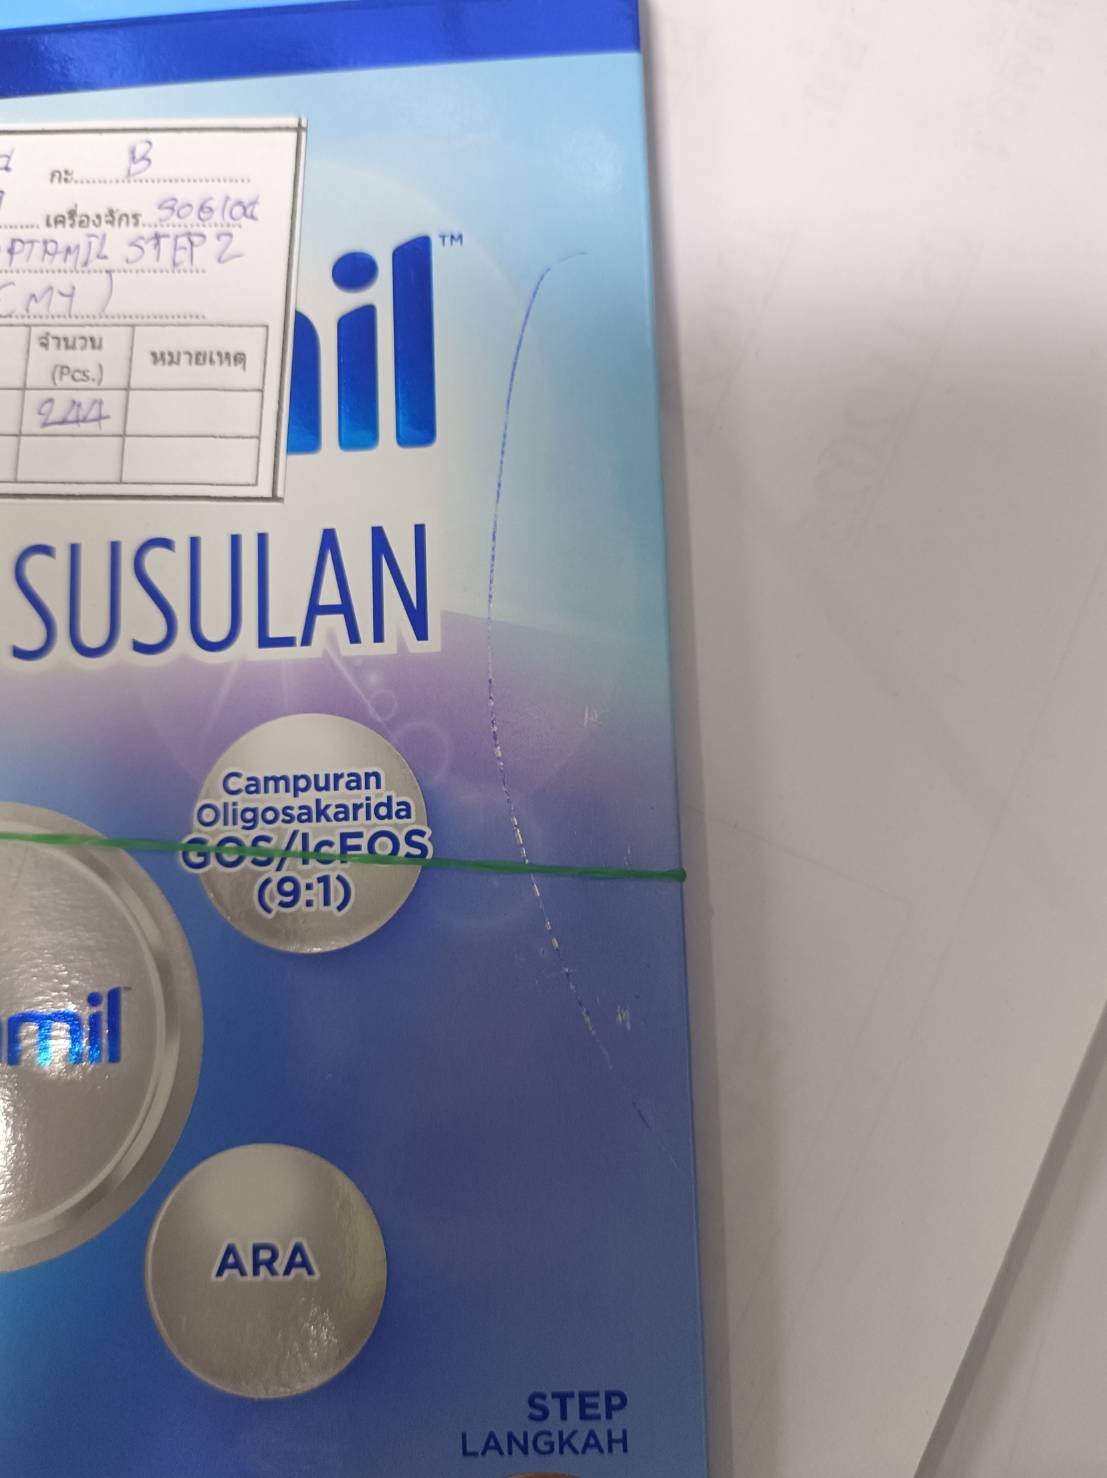 กะ B
เครื่องจักร SOG10d
PTAMIL STEP 2
(MY)
จำนวน
(Pcs.)
หมายเหตุ
244
il™
SUSULAN
Campuran
Oligosakarida
GOS/lcFOS
(9:1)
mil
ARA
STEP
LANGKAH